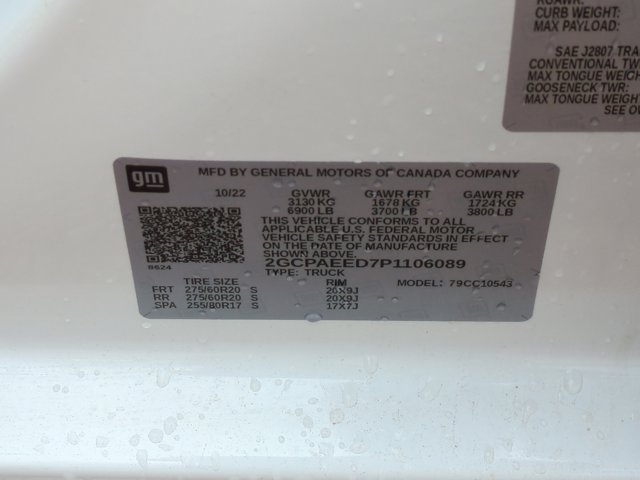 RGAWR:
CURB WEIGHT:
MAX PAYLOAD:
SAE J2807 TRA
CONVENTIONAL TW
MAX TONGUE WEIGH
GOOSENECK TWR:
MAX TONGUE WEIGHT
SEE OW
gm
MFD BY GENERAL MOTORS OF CANADA COMPANY
10/22 GVWR GAWR FRT GAWR RR
3130 KG 1678 KG 1724 KG
6900 LB 3700 LB 3800 LB
THIS VEHICLE CONFORMS TO ALL
APPLICABLE U.S. FEDERAL MOTOR
VEHICLE SAFETY STANDARDS IN EFFECT
ON THE DATE OF MANUFACTURE
SHOWN ABOVE.
2GCPAEED7P1106089
TYPE: TRUCK MODEL: 79CC10543
8624
TIRE SIZE RIM
FRT 275/60R20 S 20X9J
RR 275/60R20 S 20X9J
SPA 255/80R17 S 17X7J